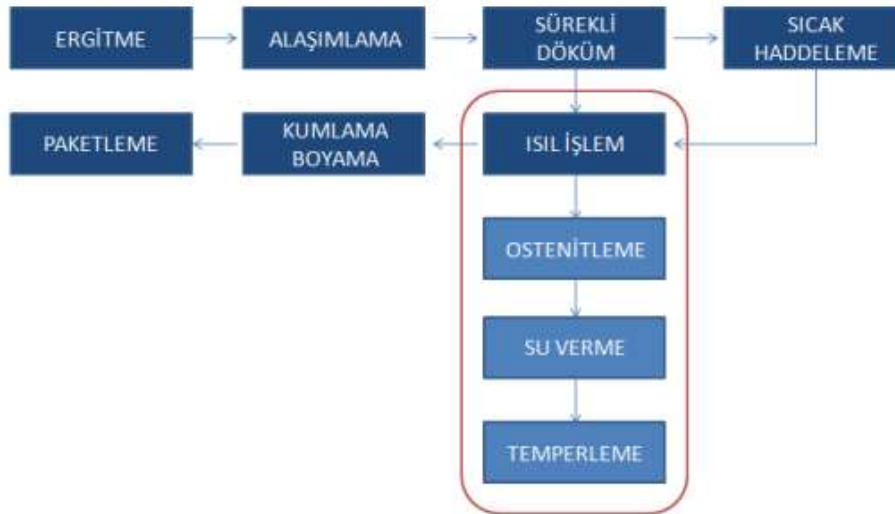 ERGİTME
ALAŞIMLAMA
SÜREKLİ
DÖKÜM
SICAK
HADDELEME
PAKETLEME
KUMLAMA
BOYAMA
ISIL İŞLEM
OSTENİTLEME
SU VERME
TEMPERLEME